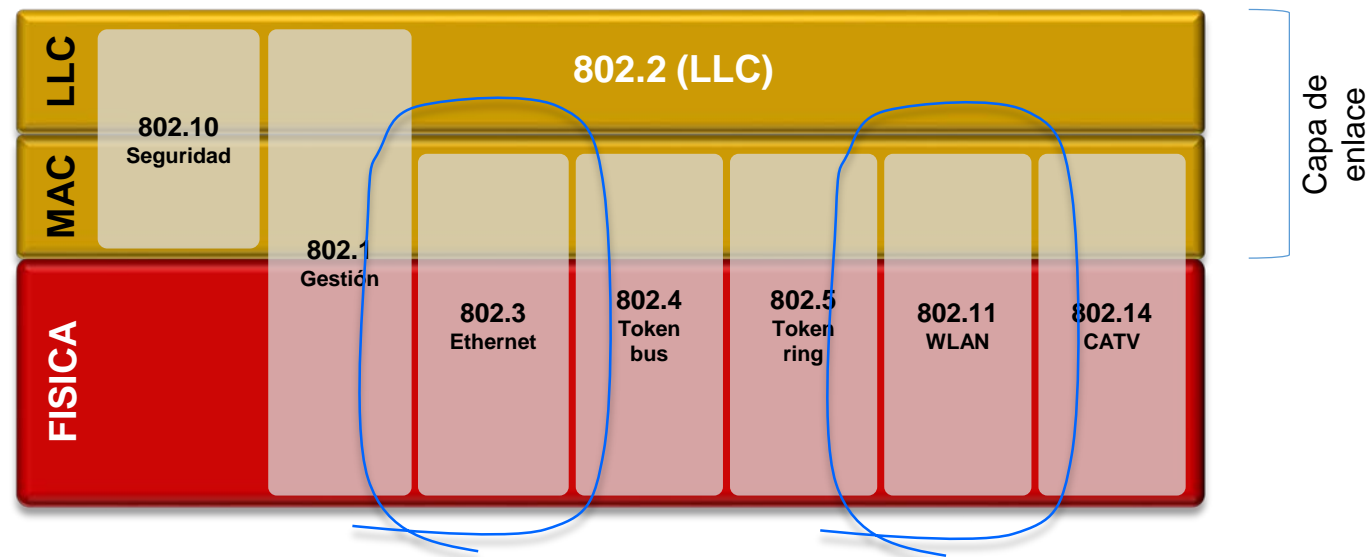 LLC
802.2 (LLC)
802.10
Seguridad
MAC
802.1
Gestión
FISICA
802.3
Ethernet
802.4
Token
bus
802.5
Token
ring
802.11
WLAN
802.14
CATV
Capa de
enlace